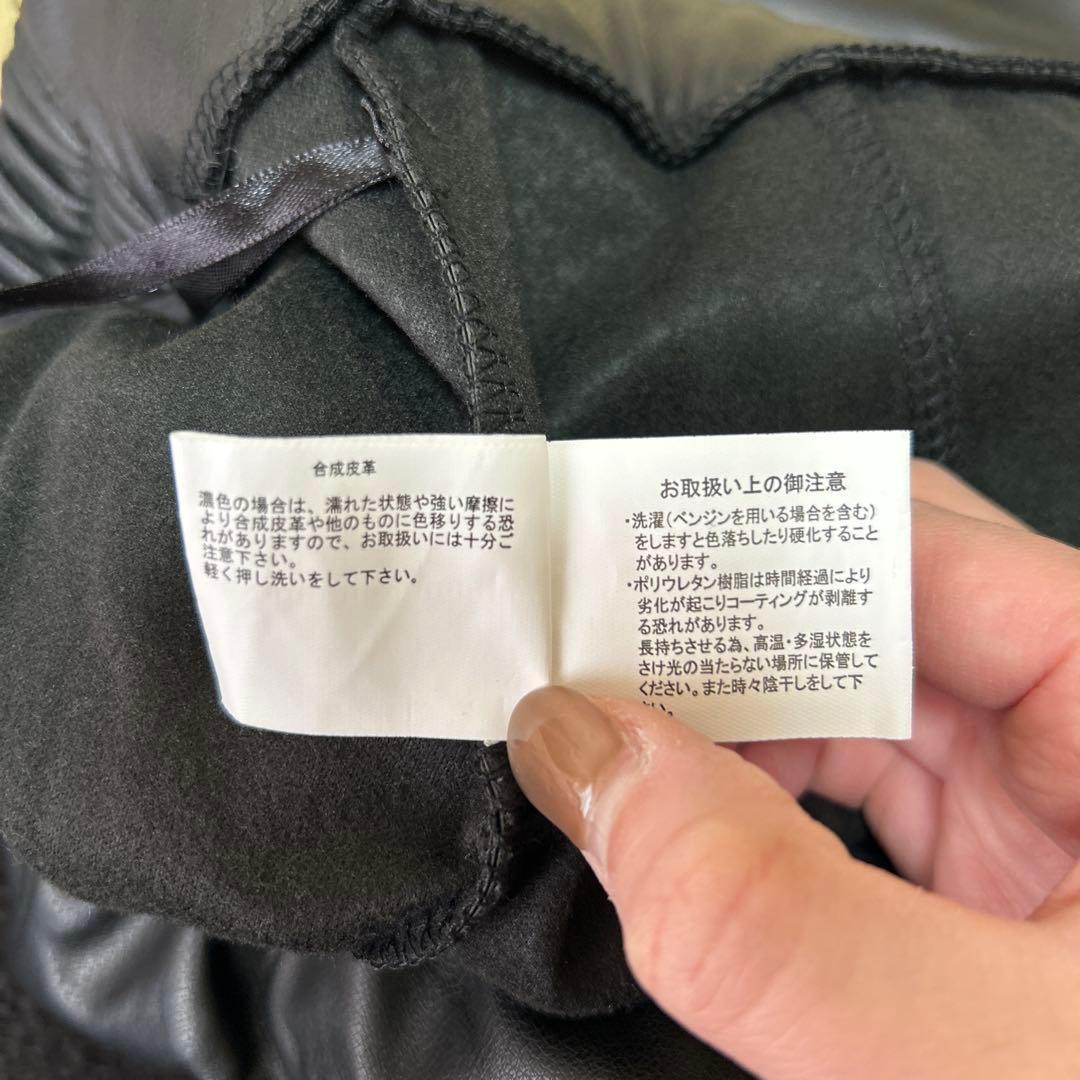 合成皮革
濃色の場合は、濡れた状態や強い摩擦に
より合成皮革や他のものに色移りする恐
れがありますので、お取扱いには十分ご
注意下さい。
軽く押し洗いをして下さい。
お取扱い上の御注意
・洗濯(ベンジンを用いる場合を含む)
をしますと色落ちしたり硬化すること
があります。
・ポリウレタン樹脂は時間経過により
劣化が起こりコーティングが剥離す
る恐れがあります。
長持ちさせる為、高温・多湿状態を
さけ光の当たらない場所に保管して
ください。また時々陰干しをして下
さい。